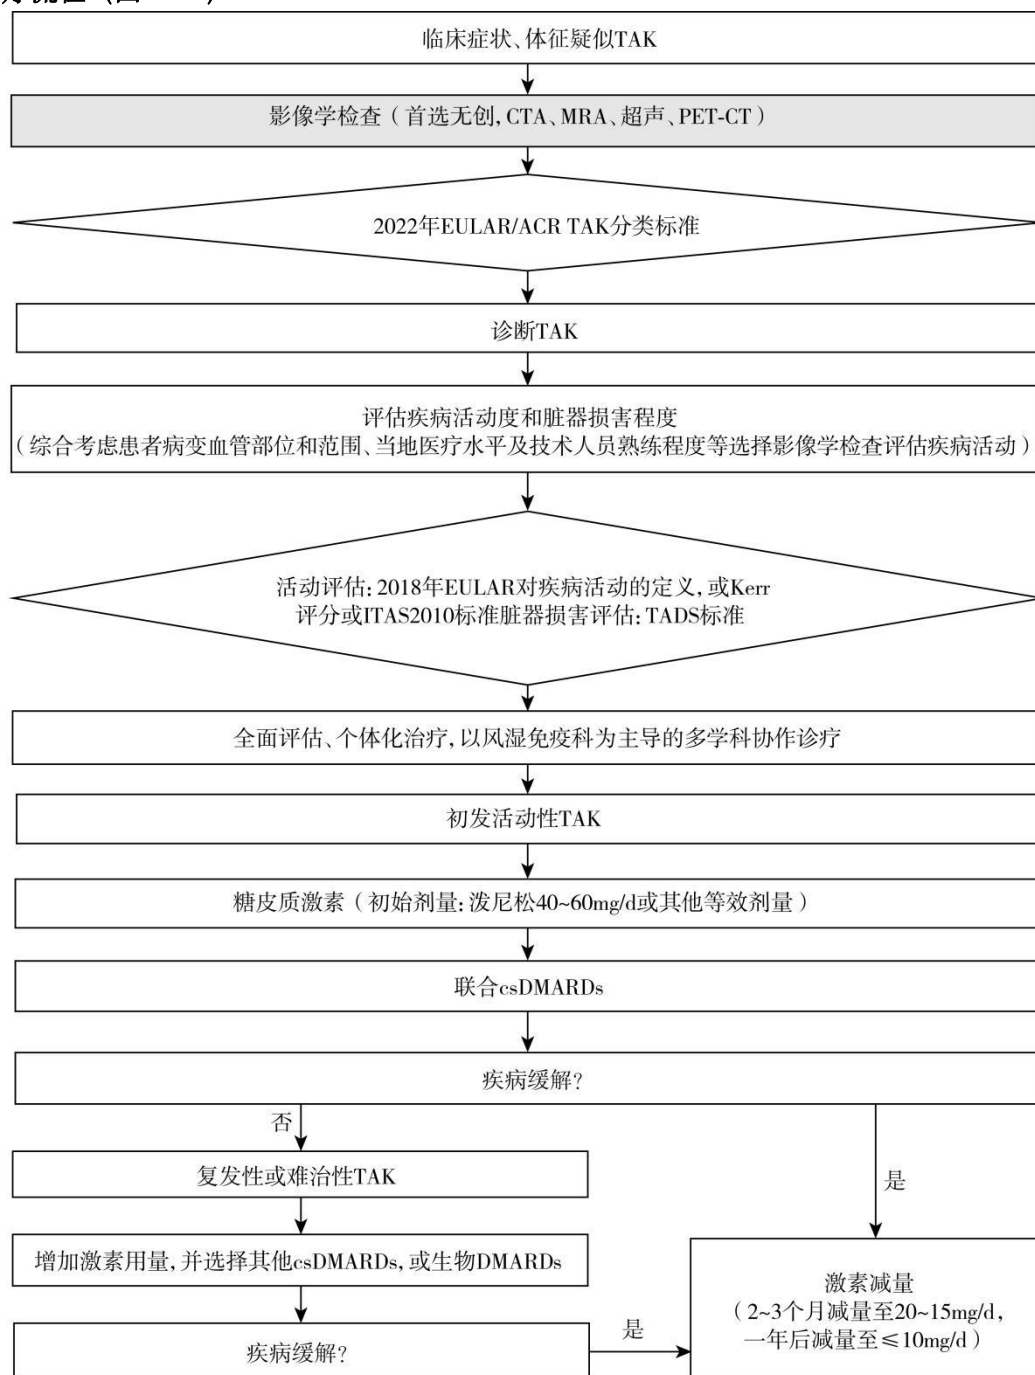 临床症状、体征疑似TAK
影像学检查（首选无创, CTA、MRA、超声、PET-CT）
2022年EULAR/ACR TAK分类标准
诊断TAK
评估疾病活动度和脏器损害程度
（综合考虑患者病变血管部位和范围、当地医疗水平及技术人员熟练程度等选择影像学检查评估疾病活动）
活动评估: 2018年EULAR对疾病活动的定义, 或Kerr
评分或ITAS2010标准脏器损害评估: TADS标准
全面评估、个体化治疗, 以风湿免疫科为主导的多学科协作诊疗
初发活动性TAK
糖皮质激素（初始剂量: 泼尼松40~60mg/d或其他等效剂量）
联合csDMARDs
疾病缓解?
否
复发性或难治性TAK
是
增加激素用量, 并选择其他csDMARDs, 或生物DMARDs
激素减量
（2~3个月减量至20~15mg/d,
一年后减量至≤10mg/d）
疾病缓解?
是